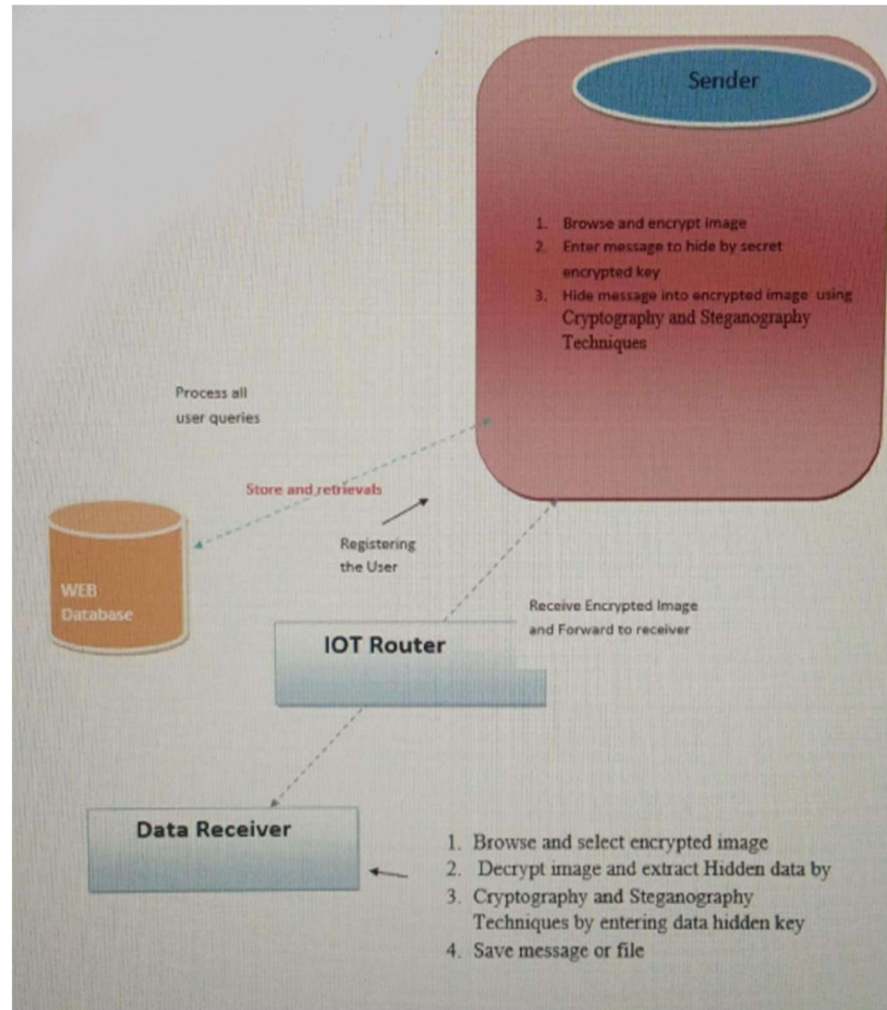 Sender
1. Browse and encrypt image
2. Enter message to hide by secret
encrypted key
3. Hide message into encrypted image using
Cryptography and Steganography
Techniques
Process all
user queries
Store and retrievals
Registering
the User
WEB
Database
Receive Encrypted Image
and Forward to receiver
IOT Router
Data Receiver
1. Browse and select encrypted image
2. Decrypt image and extract Hidden data by
3. Cryptography and Steganography
Techniques by entering data hidden key
4. Save message or file